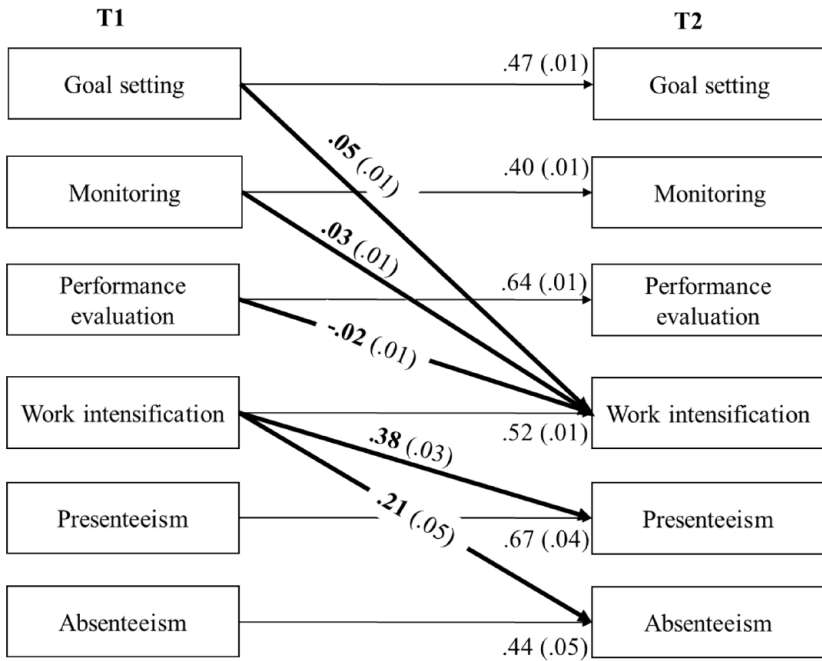 T1
T2
Goal setting
.47 (.01)
Goal setting
.05 (.01)
Monitoring
.40 (.01)
Monitoring
.03 (.01)
Performance
evaluation
.64 (.01)
Performance
evaluation
-.02 (.01)
Work intensification
.52 (.01)
Work intensification
.38 (.03)
.21 (.05)
Presenteeism
.67 (.04)
Presenteeism
Absenteeism
.44 (.05)
Absenteeism